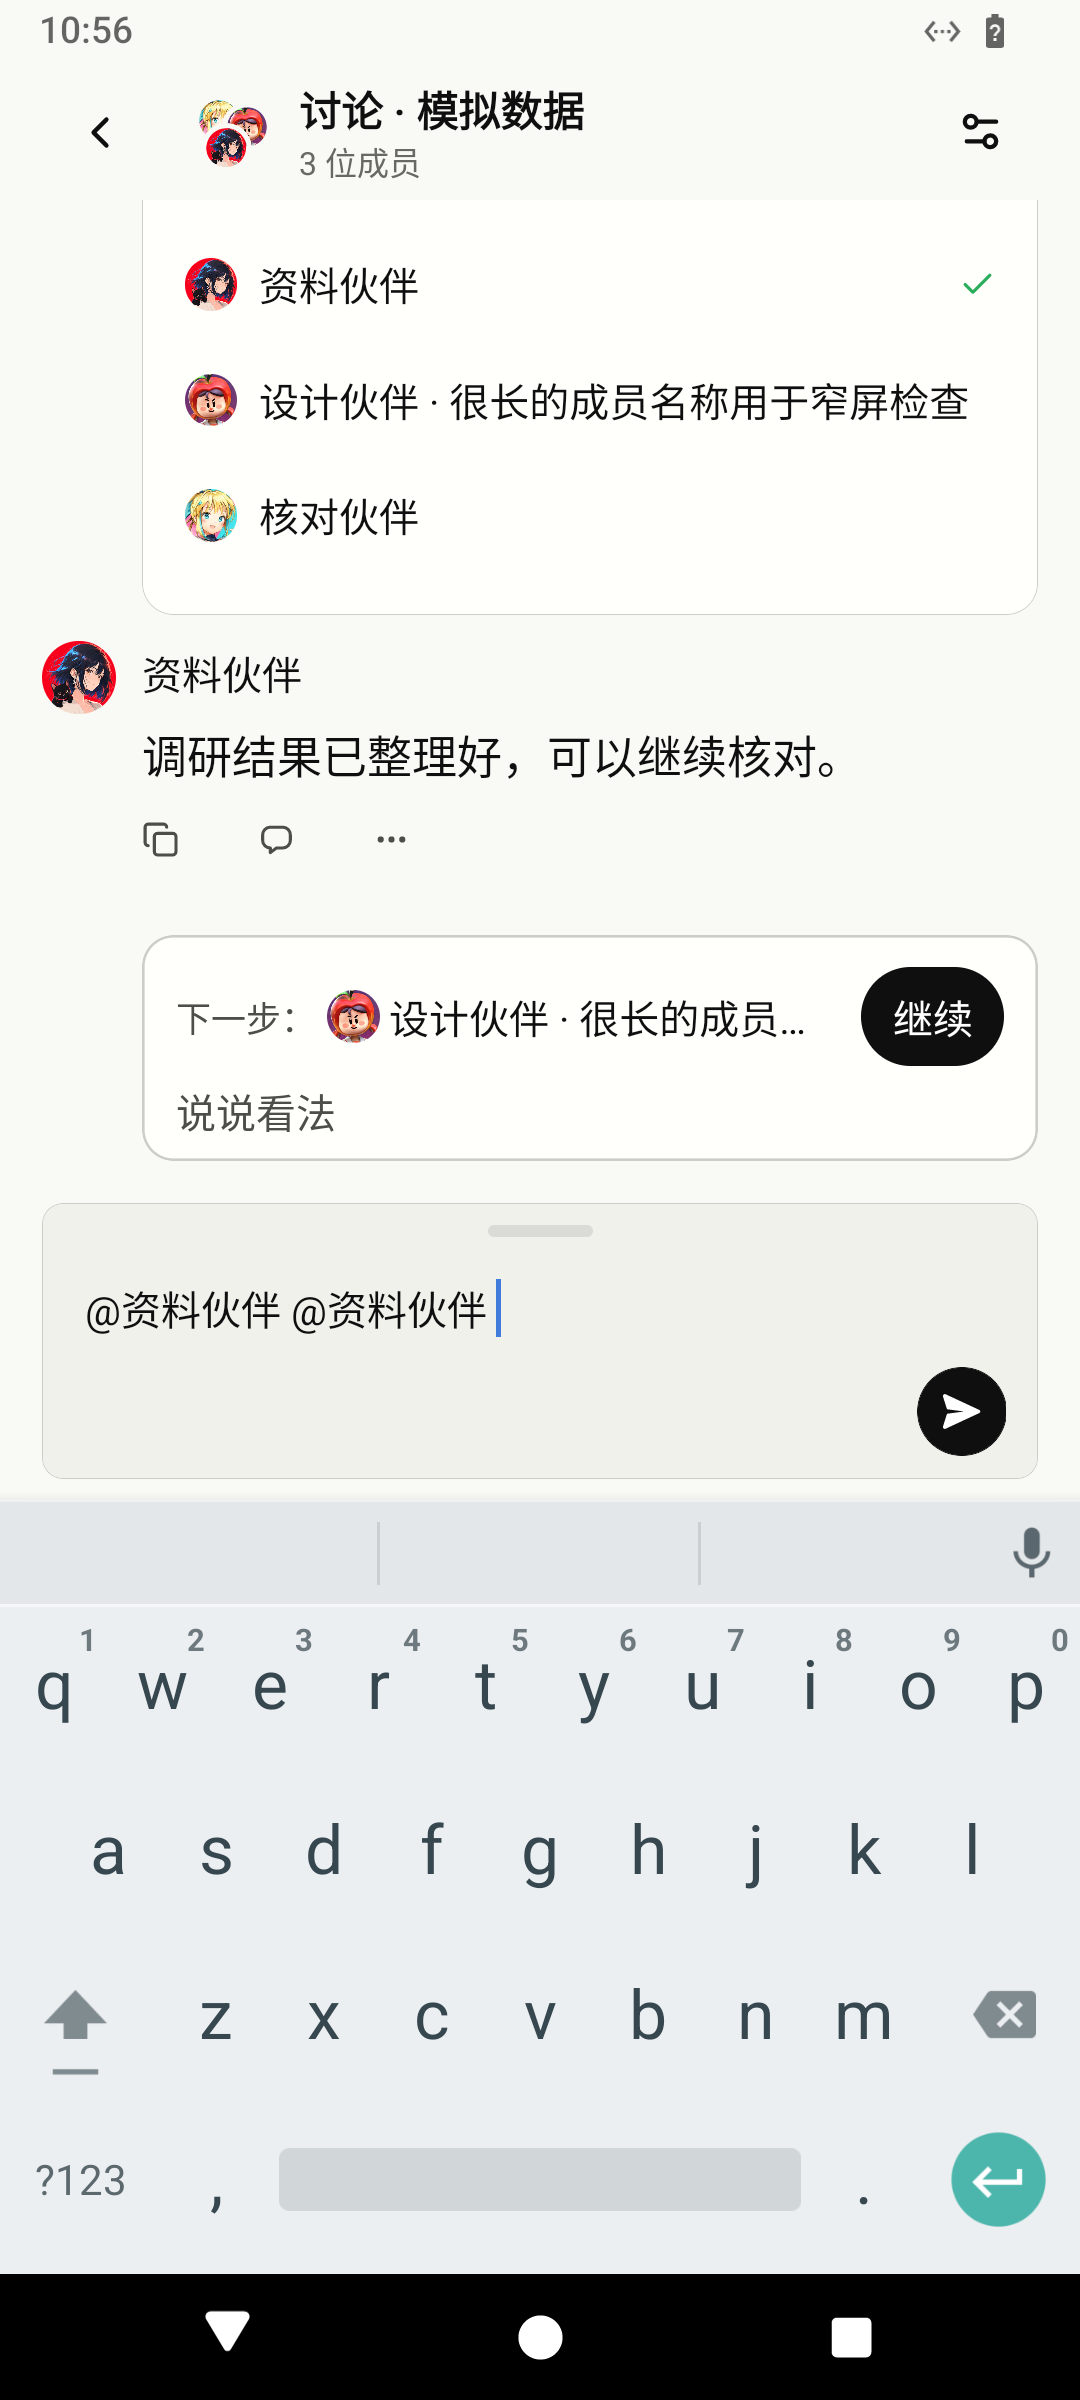 10:56
讨论 · 模拟数据
3 位成员
资料伙伴
设计伙伴 · 很长的成员名称用于窄屏检查
核对伙伴
资料伙伴
调研结果已整理好，可以继续核对。
下一步： 设计伙伴 · 很长的成员... 继续
说说看法
@资料伙伴 @资料伙伴
1 2 3 4 5 6 7 8 9 0
q w e r t y u i o p
a s d f g h j k l
z x c v b n m
?123 , .